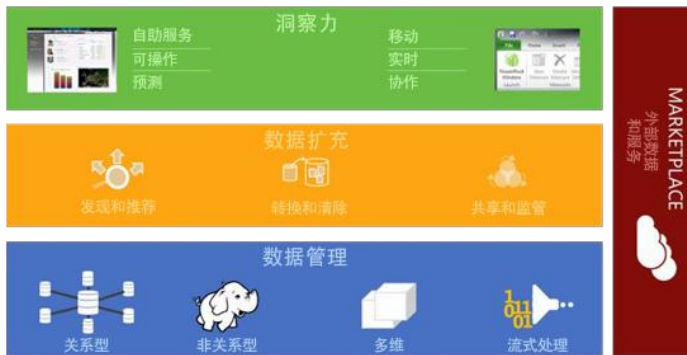 洞察力
自助服务
可操作
预测
移动
实时
协作
数据扩充
发现和推荐
转换和清除
共享和监管
数据管理
关系型
非关系型
多维
流式处理
1
011
01
MARKETPLACE
外部数据
和服务